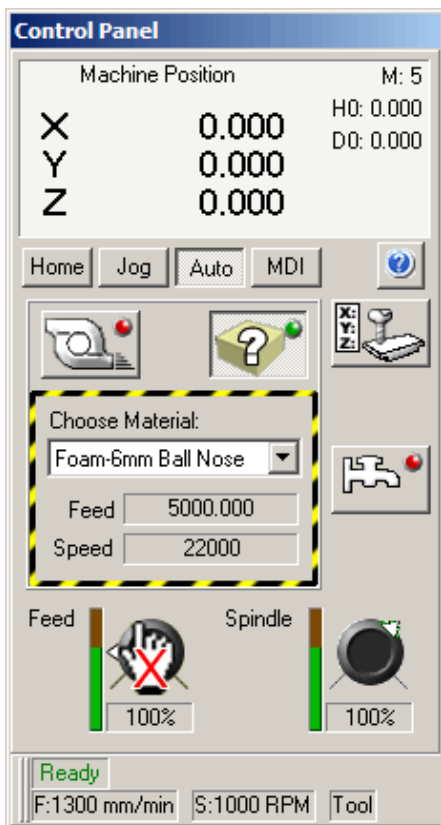 Control Panel
Machine Position M: 5
X 0.000 H0: 0.000
Y 0.000 D0: 0.000
Z 0.000
Home Jog Auto MDI ?
? X: Y: Z:
Choose Material:
Foam-6mm Ball Nose
Feed 5000.000
Speed 22000
Feed Spindle
100% 100%
Ready
F:1300 mm/min S:1000 RPM Tool